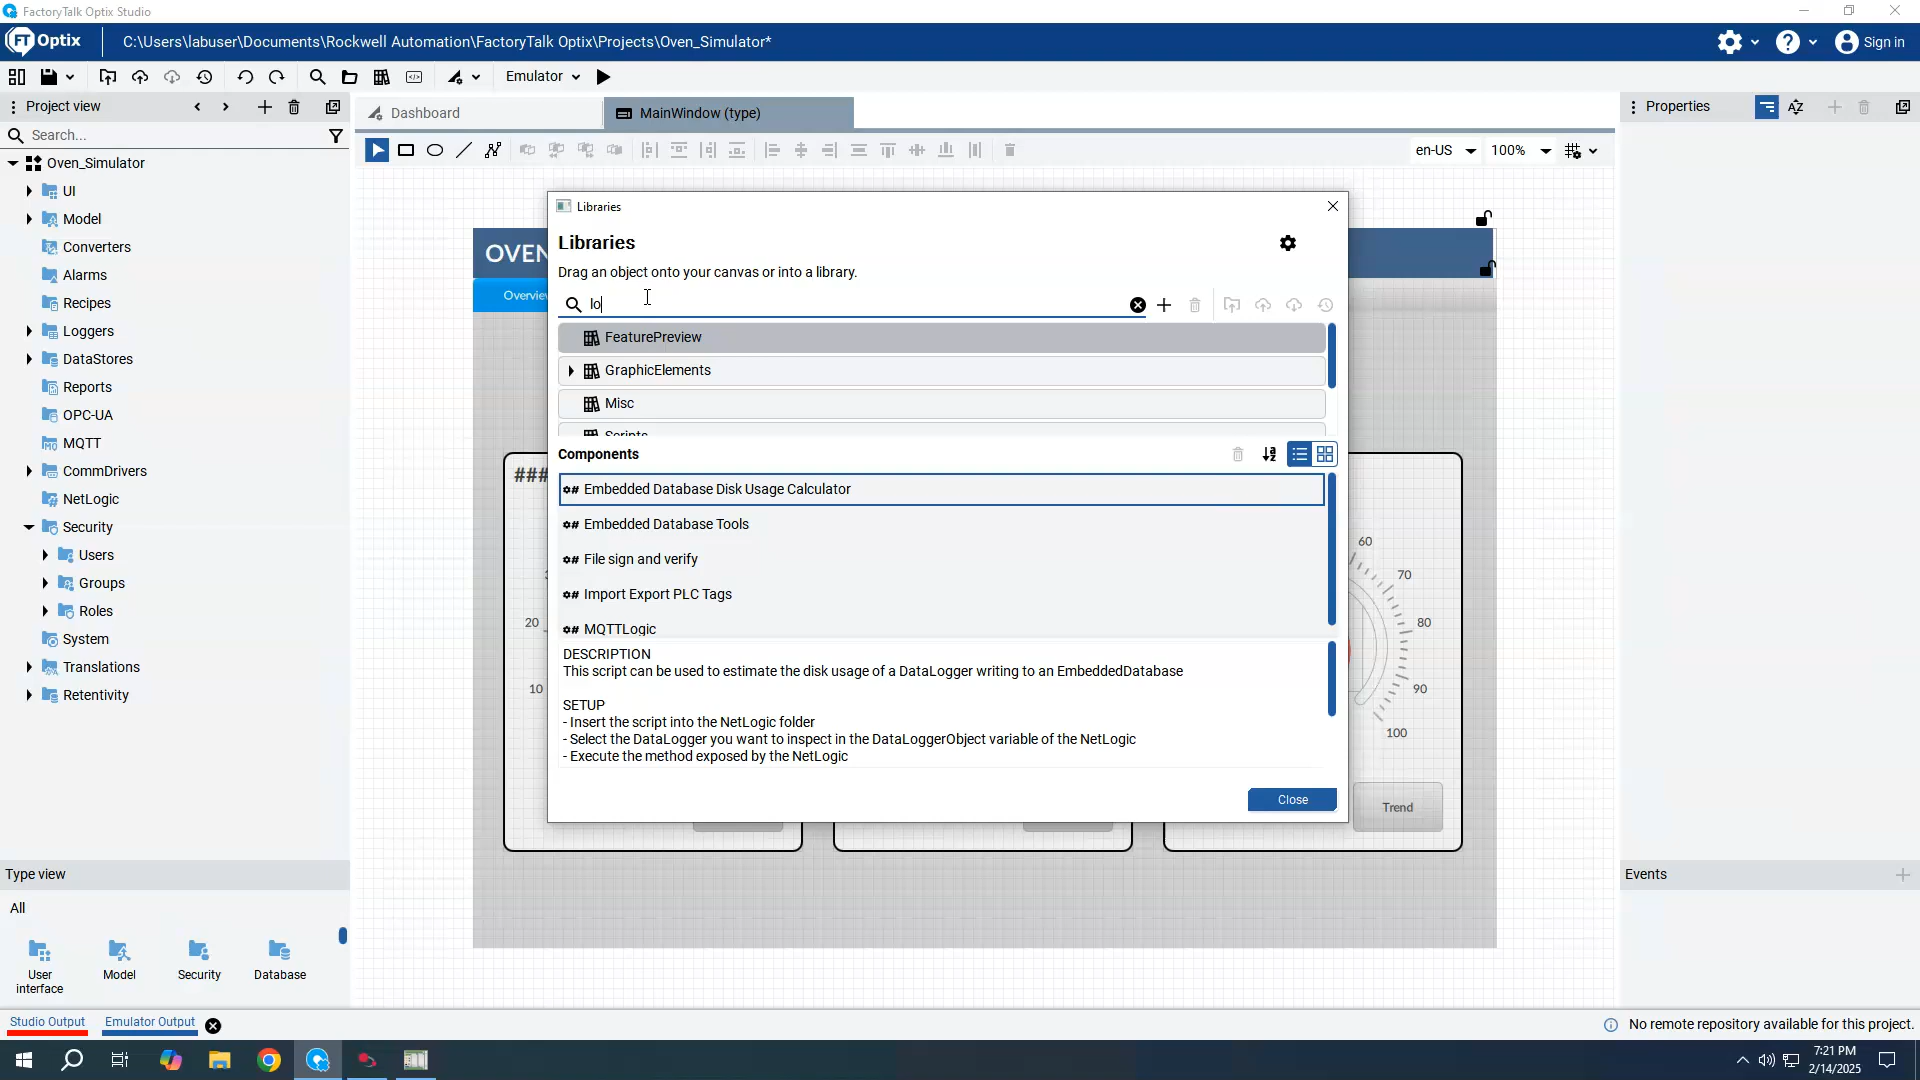 FactoryTalk Optix Studio
FT Optix
C:\Users\labuser\Documents\Rockwell Automation\FactoryTalk Optix\Projects\Oven_Simulator*
Sign in
Emulator
Project view
Search...
Oven_Simulator
UI
Model
Converters
Alarms
Recipes
Loggers
DataStores
Reports
OPC-UA
MQTT
CommDrivers
NetLogic
Security
Users
Groups
Roles
System
Translations
Retentivity
Type view
All
User interface
Model
Security
Database
Dashboard
MainWindow (type)
en-US
100%
OVEN
Overview
###
20
10
60
70
80
90
100
Trend
Libraries
Libraries
Drag an object onto your canvas or into a library.
lo
FeaturePreview
GraphicElements
Misc
Scripts
Components
Embedded Database Disk Usage Calculator
Embedded Database Tools
File sign and verify
Import Export PLC Tags
MQTTLogic
DESCRIPTION
This script can be used to estimate the disk usage of a DataLogger writing to an EmbeddedDatabase
SETUP
- Insert the script into the NetLogic folder
- Select the DataLogger you want to inspect in the DataLoggerObject variable of the NetLogic
- Execute the method exposed by the NetLogic
Close
Properties
Events
Studio Output
Emulator Output
No remote repository available for this project.
7:21 PM
2/14/2025